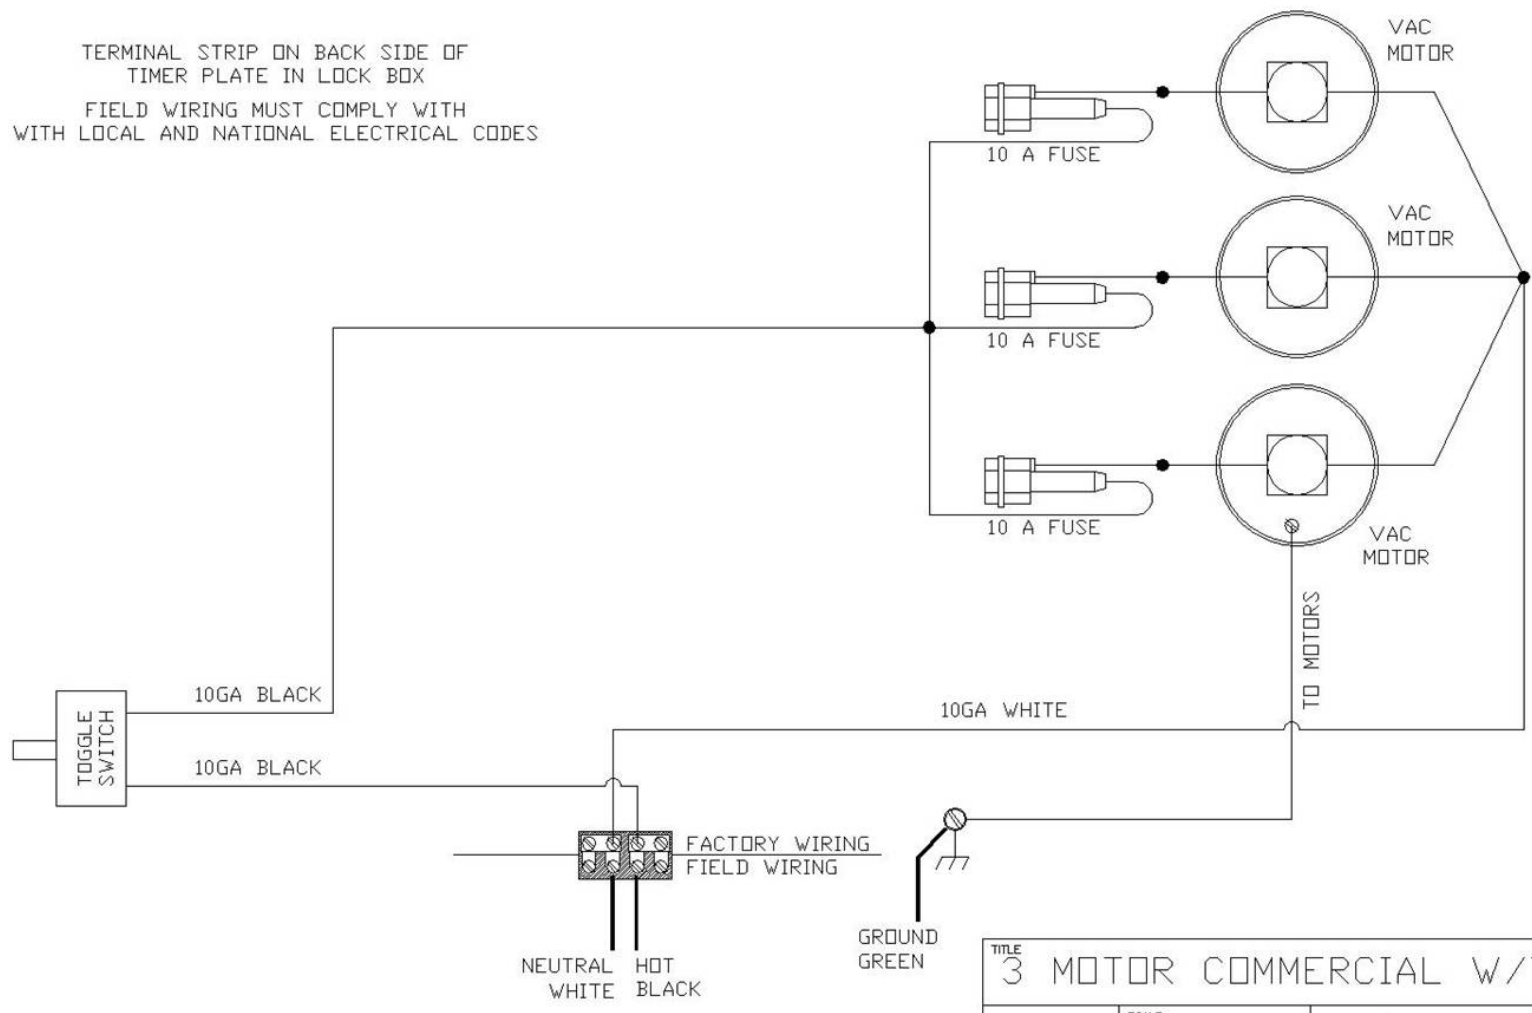 TERMINAL STRIP ON BACK SIDE OF
TIMER PLATE IN LOCK BOX
FIELD WIRING MUST COMPLY WITH
WITH LOCAL AND NATIONAL ELECTRICAL CODES
VAC
MOTOR
10 A FUSE
VAC
MOTOR
10 A FUSE
VAC
MOTOR
10 A FUSE
TO MOTORS
TOGGLE
SWITCH
10GA BLACK
10GA BLACK
10GA WHITE
FACTORY WIRING
FIELD WIRING
NEUTRAL
WHITE
HOT
BLACK
GROUND
GREEN
TITLE
3 MOTOR COMMERCIAL W/